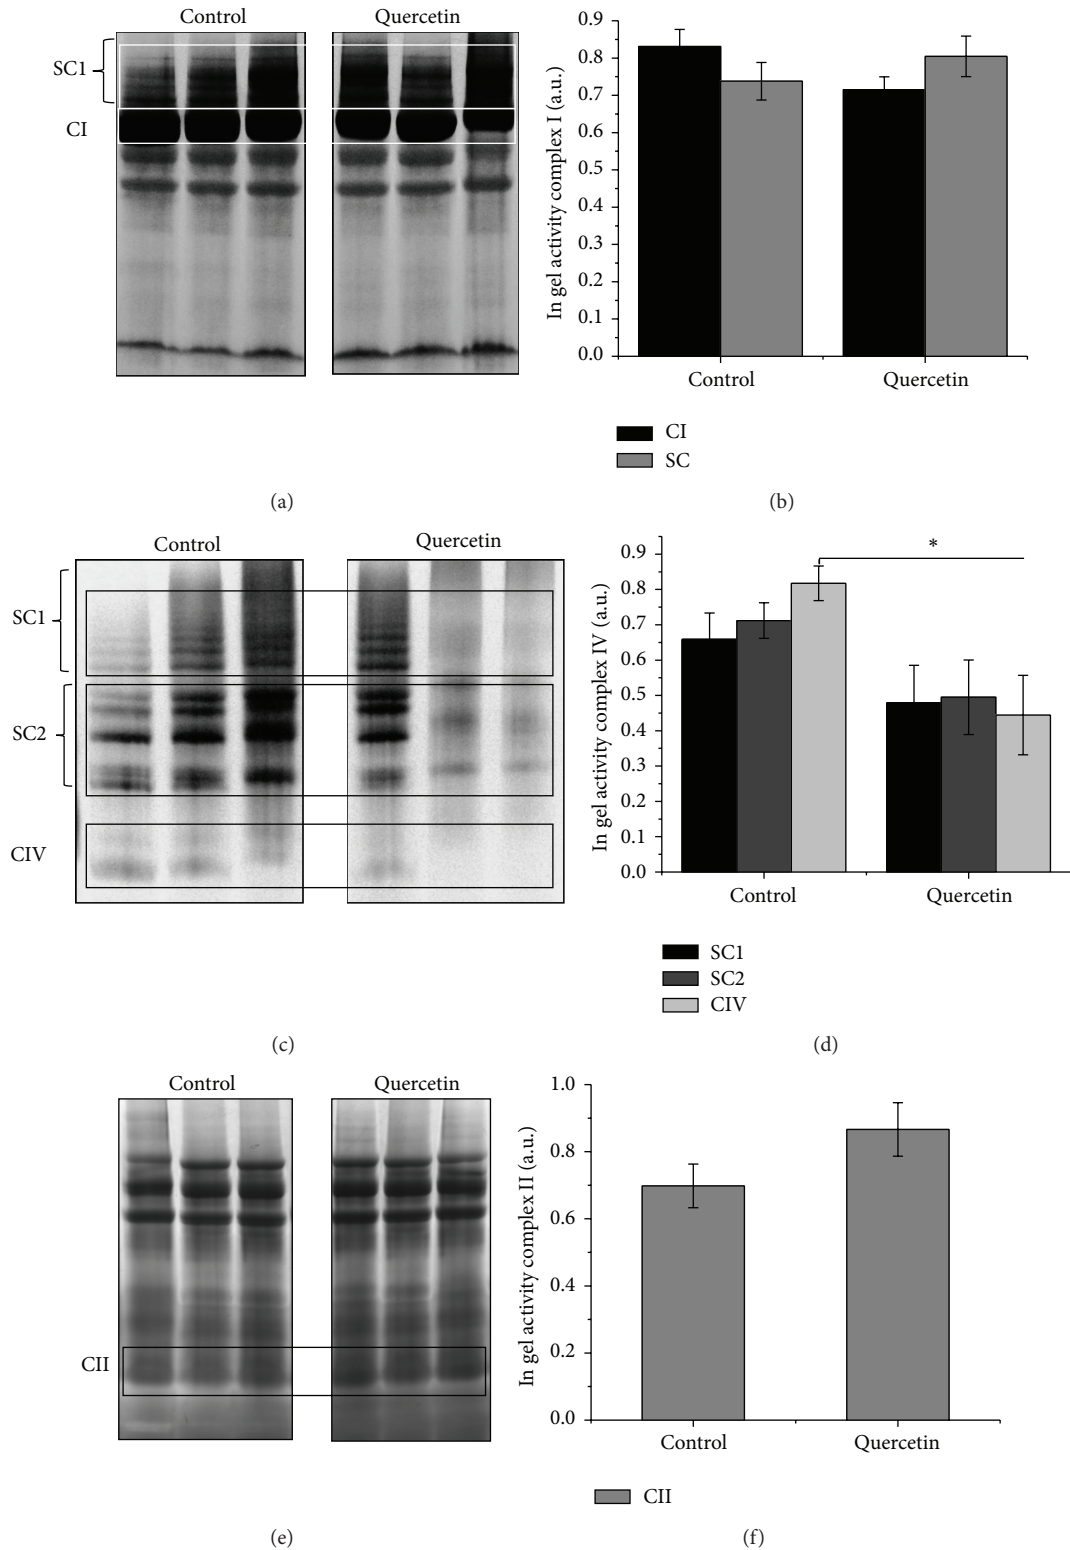 Control
Quercetin
SC1
CI
(a)
0.9
0.8
0.7
0.6
0.5
0.4
0.3
0.2
0.1
0.0
In gel activity complex I (a.u.)
Control
Quercetin
CI
SC
(b)
Control
Quercetin
SC1
SC2
CIV
(c)
0.9
0.8
0.7
0.6
0.5
0.4
0.3
0.2
0.1
0.0
In gel activity complex IV (a.u.)
*
Control
Quercetin
SC1
SC2
CIV
(d)
Control
Quercetin
CII
(e)
1.0
0.8
0.6
0.4
0.2
0.0
In gel activity complex II (a.u.)
Control
Quercetin
CII
(f)